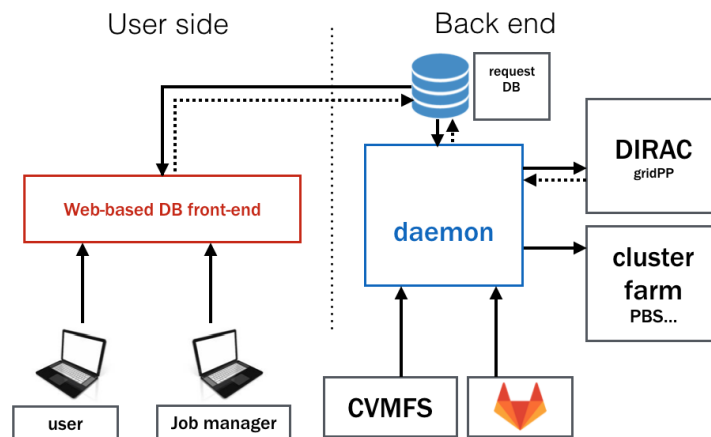 User side
Back end
request
DB
Web-based DB front-end
daemon
DIRAC
gridPP
cluster
farm
PBS...
user
Job manager
CVMFS